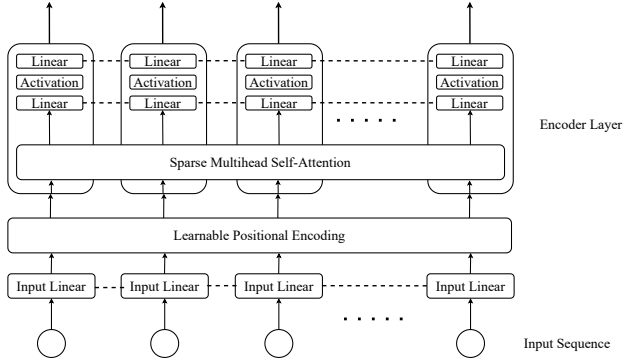 Linear Linear Linear Linear
Activation Activation Activation Activation
Linear Linear Linear Linear
Encoder Layer
Sparse Multihead Self-Attention
Learnable Positional Encoding
Input Linear Input Linear Input Linear Input Linear
Input Sequence